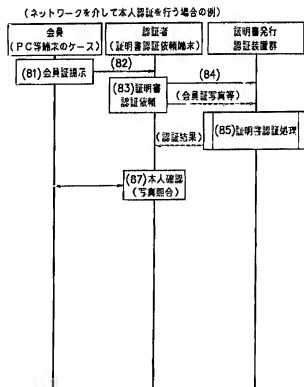 (ネットワークを介して本人認証を行う場合の例)
会員
(PC等端末のケース)
認証者
(証明書認証依頼端末)
証明書発行
認証装置群
(81)会員証提示
(82)
(83)証明書
認証依頼
(84)
(会員証写真等)
(85)証明書認証処理
(認証結果)
(87)本人確認
(写真照合)